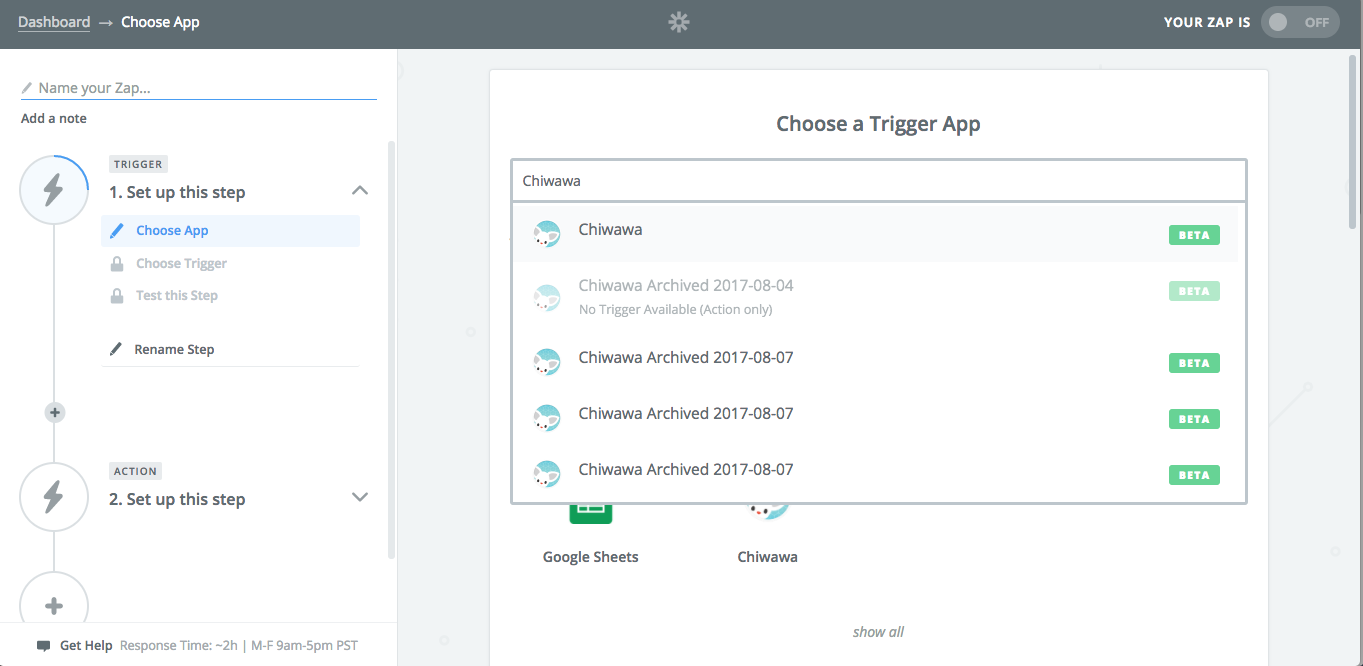 Dashboard → Choose App
YOUR ZAP IS OFF
Name your Zap...
Add a note
TRIGGER
1. Set up this step
Choose App
Choose Trigger
Test this Step
Rename Step
ACTION
2. Set up this step
Get Help Response Time: ~2h | M-F 9am-5pm PST
Choose a Trigger App
Chiwawa
Chiwawa BETA
Chiwawa Archived 2017-08-04 BETA
No Trigger Available (Action only)
Chiwawa Archived 2017-08-07 BETA
Chiwawa Archived 2017-08-07 BETA
Chiwawa Archived 2017-08-07 BETA
Google Sheets Chiwawa
show all